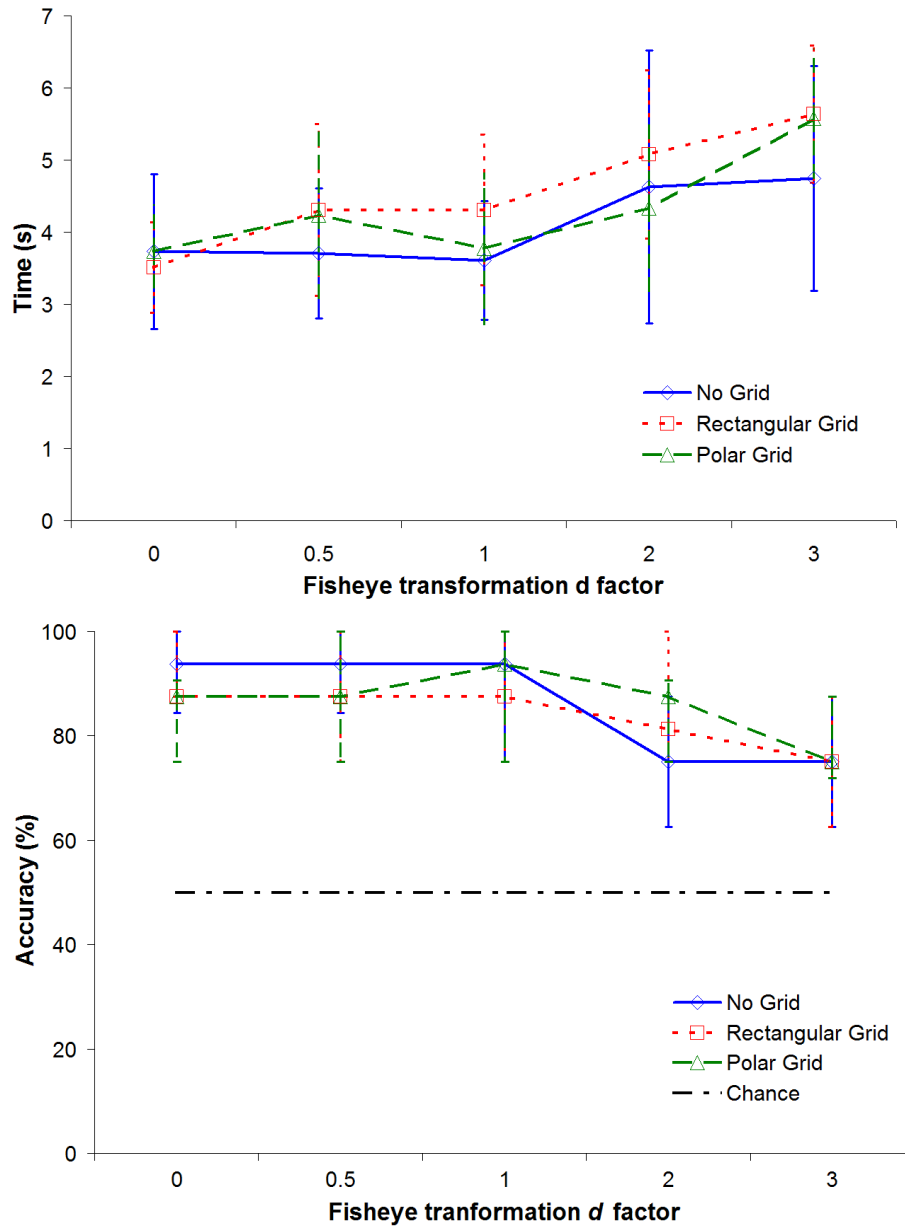 7
6
5
4
3
2
1
0
Time (s)
No Grid
Rectangular Grid
Polar Grid
0 0.5 1 2 3
Fisheye transformation d factor
100
80
60
40
20
0
Accuracy (%)
No Grid
Rectangular Grid
Polar Grid
Chance
0 0.5 1 2 3
Fisheye tranformation d factor